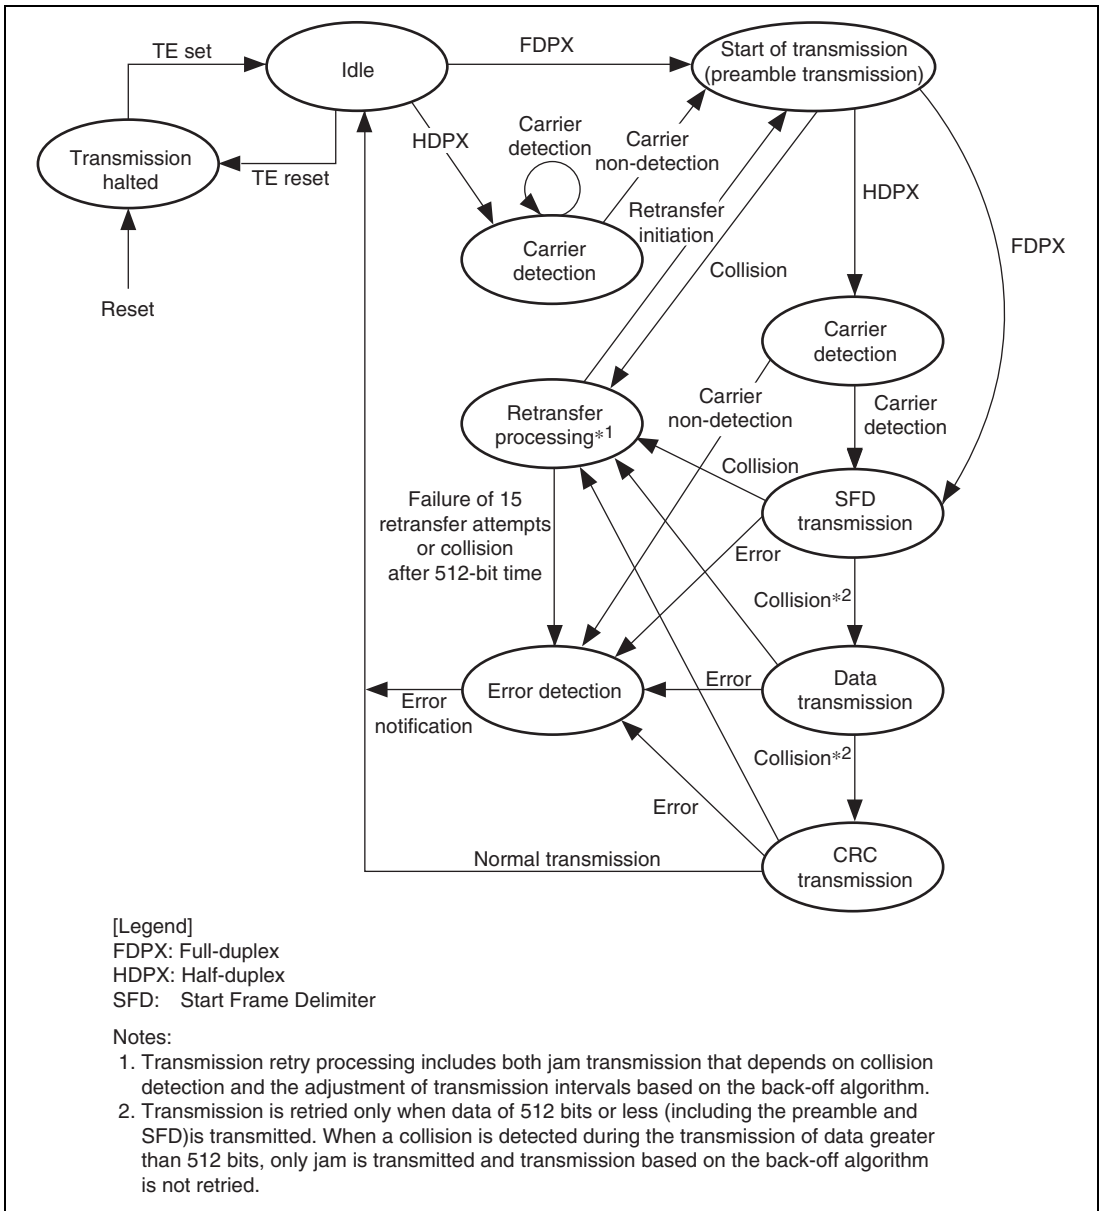 TE set
Idle
FDPX
Start of transmission
(preamble transmission)
Transmission
halted
TE reset
HDPX
Carrier
detection
Carrier
non-detection
HDPX
FDPX
Reset
Carrier
detection
Retransfer
initiation
Collision
Carrier
detection
Carrier
non-detection
Carrier
detection
Retransfer
processing*1
Collision
SFD
transmission
Failure of 15
retransfer attempts
or collision
after 512-bit time
Error
Collision*2
Error detection
Error
Data
transmission
Error
notification
Collision*2
Error
Normal transmission
CRC
transmission
[Legend]
FDPX: Full-duplex
HDPX: Half-duplex
SFD: Start Frame Delimiter
Notes:
1. Transmission retry processing includes both jam transmission that depends on collision
detection and the adjustment of transmission intervals based on the back-off algorithm.
2. Transmission is retried only when data of 512 bits or less (including the preamble and
SFD)is transmitted. When a collision is detected during the transmission of data greater
than 512 bits, only jam is transmitted and transmission based on the back-off algorithm
is not retried.